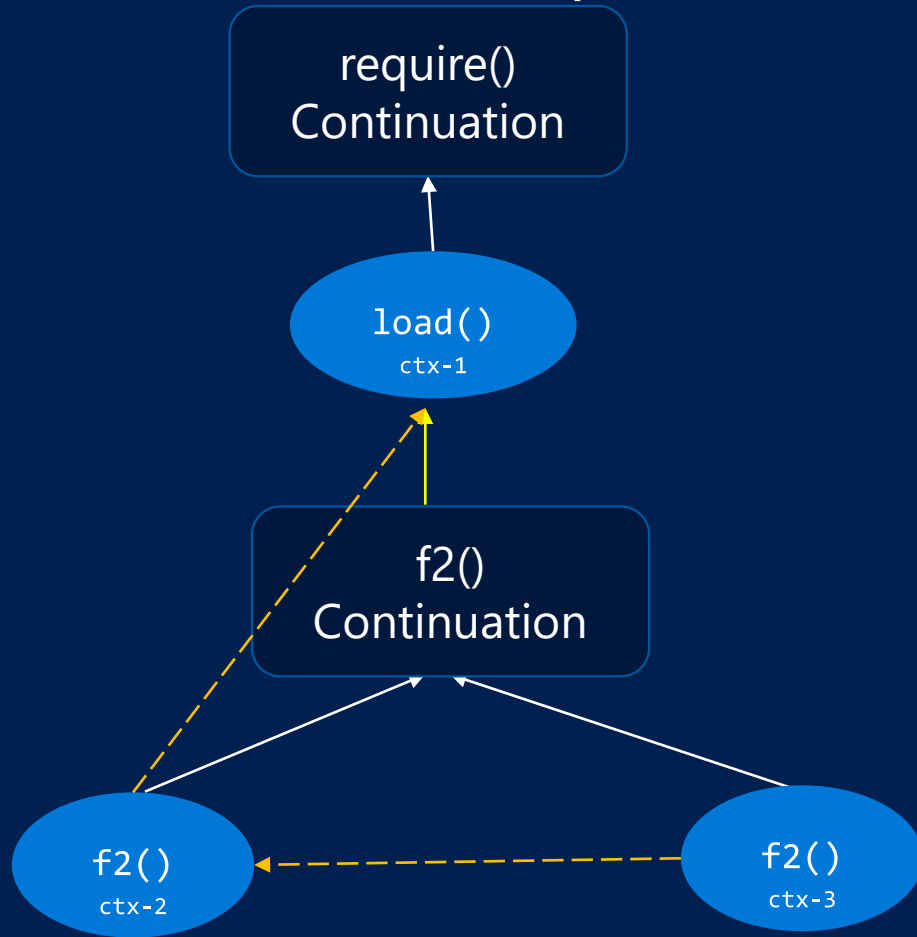 require()
Continuation
load()
ctx-1
f2()
Continuation
f2()
ctx-2
f2()
ctx-3